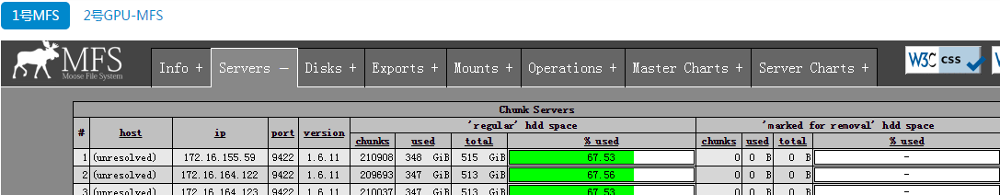 1号MFS 2号GPU-MFS
MFS
Moose File System
Info + Servers − Disks + Exports + Mounts + Operations + Master Charts + Server Charts +
W3C css
Chunk Servers
# host ip port version 'regular' hdd space 'marked for removal' hdd space
chunks used total % used chunks used total % used
1 (unresolved) 172.16.155.59 9422 1.6.11 210908 348 GiB 515 GiB 67.53 0 0 B 0 B -
2 (unresolved) 172.16.164.122 9422 1.6.11 209693 347 GiB 513 GiB 67.56 0 0 B 0 B -
3 (unresolved) 172.16.164.123 9422 1.6.11 210037 347 GiB 513 GiB 67.53 0 0 B 0 B -